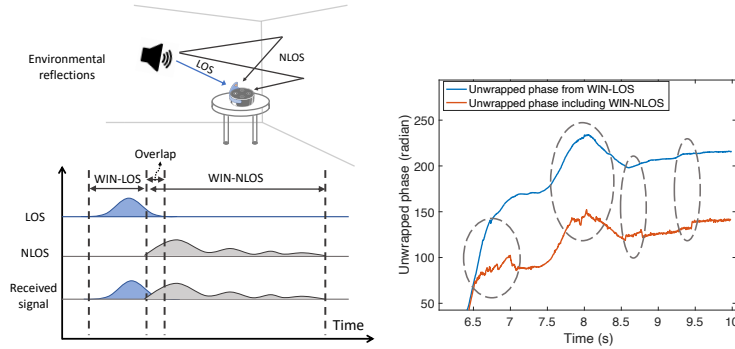 Environmental
reflections
NLOS
LOS
Overlap
WIN-LOS
WIN-NLOS
LOS
NLOS
Received
signal
Time
Unwrapped phase from WIN-LOS
Unwrapped phase including WIN-NLOS
Unwrapped phase (radian)
250
200
150
100
50
6.5 7 7.5 8 8.5 9 9.5 10
Time (s)